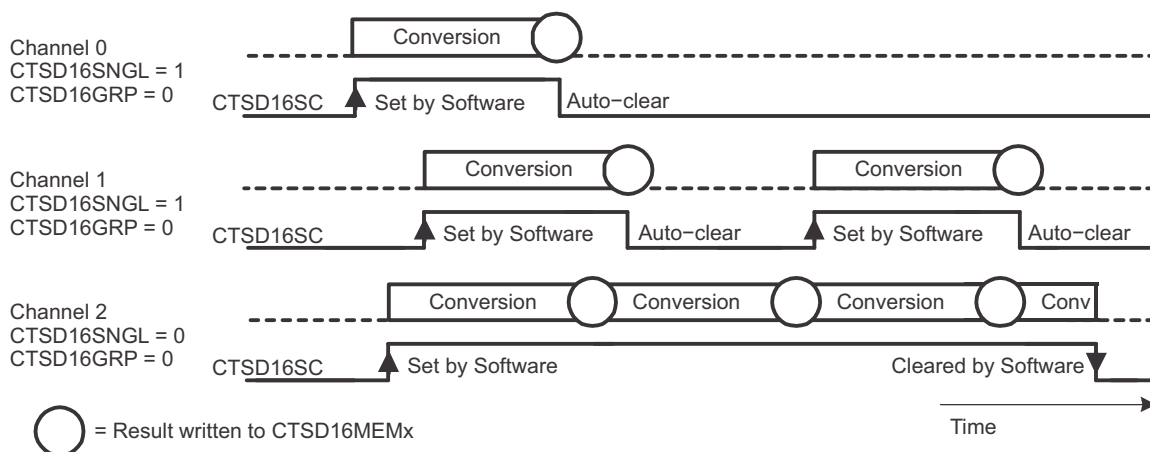 Channel 0
CTSD16SNGL = 1
CTSD16GRP = 0
Conversion
CTSD16SC
Set by Software
Auto−clear
Channel 1
CTSD16SNGL = 1
CTSD16GRP = 0
Conversion
Conversion
CTSD16SC
Set by Software
Auto−clear
Set by Software
Auto−clear
Channel 2
CTSD16SNGL = 0
CTSD16GRP = 0
Conversion
Conversion
Conversion
Conv
CTSD16SC
Set by Software
Cleared by Software
= Result written to CTSD16MEMx
Time